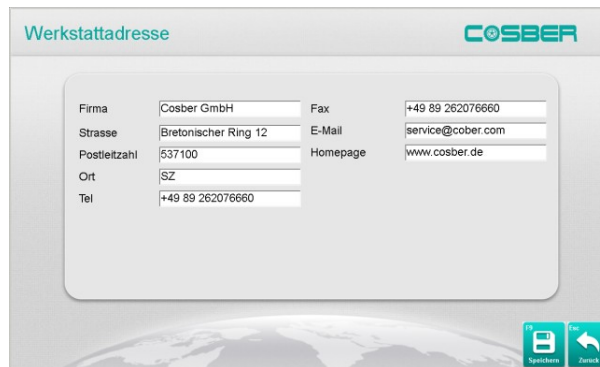 Werkstattadresse
COSBER
Firma Cosber GmbH
Strasse Bretonischer Ring 12
Postleitzahl 537100
Ort SZ
Tel +49 89 262076660
Fax +49 89 262076660
E-Mail service@cober.com
Homepage www.cosber.de
F9
Speichern
Esc
Zurück